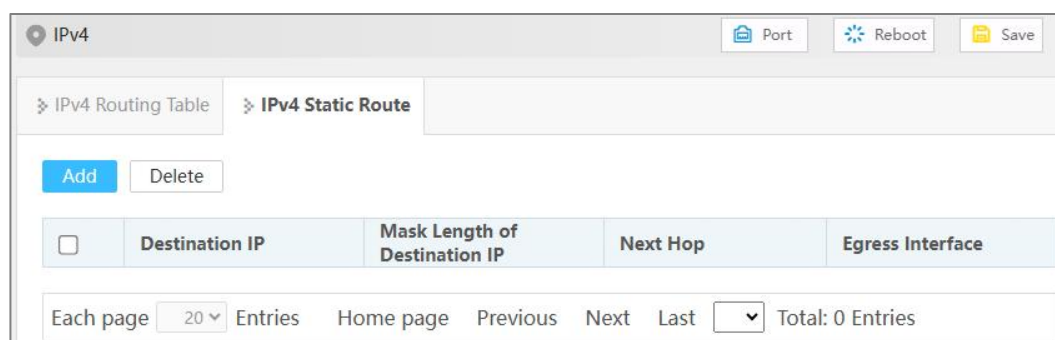 IPv4 Port Reboot Save
IPv4 Routing Table IPv4 Static Route
Add Delete
Destination IP Mask Length of Destination IP Next Hop Egress Interface
Each page 20 Entries Home page Previous Next Last Total: 0 Entries